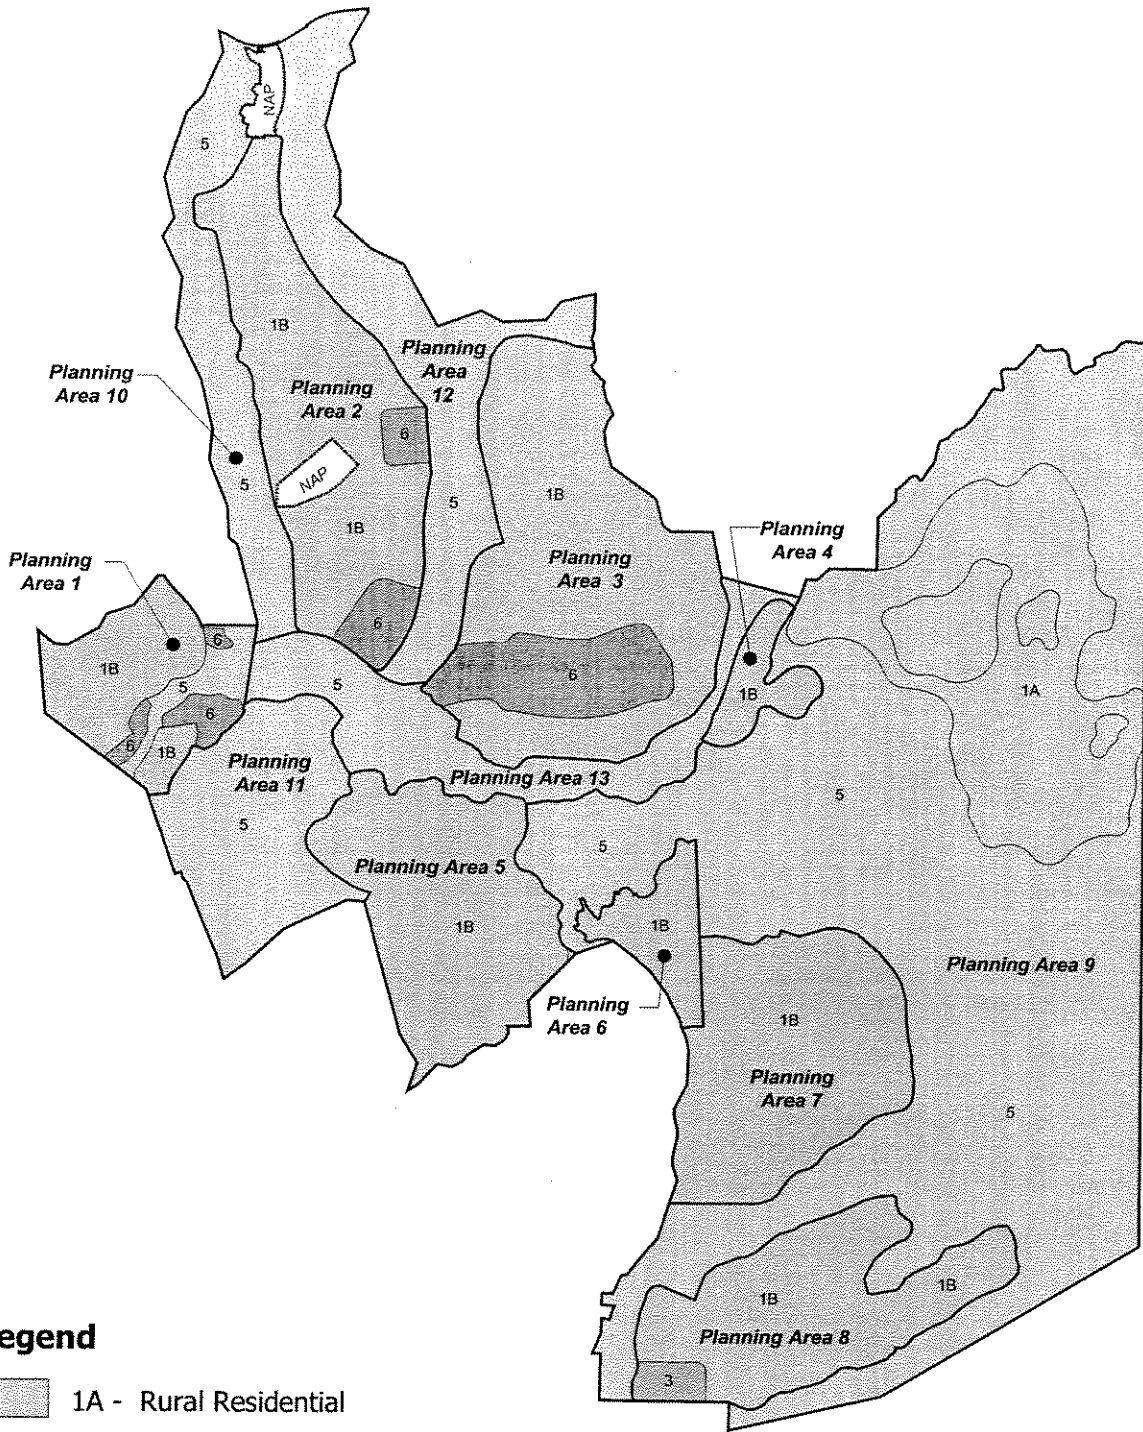 NAP
5
1B
Planning
Area
12
Planning
Area 10
Planning
Area 2
6
5
NAP
5
1B
1B
Planning
Area 4
Planning
Area 1
Planning
Area 3
6
6
1B
5
5
6
1A
1B
6
6
1B
Planning
Area 11
Planning Area 13
5
5
5
Planning Area 5
1B
1B
Planning Area 9
Planning
Area 6
1B
Planning
Area 7
5
1B
1B
Planning Area 8
3
egend
1A - Rural Residential